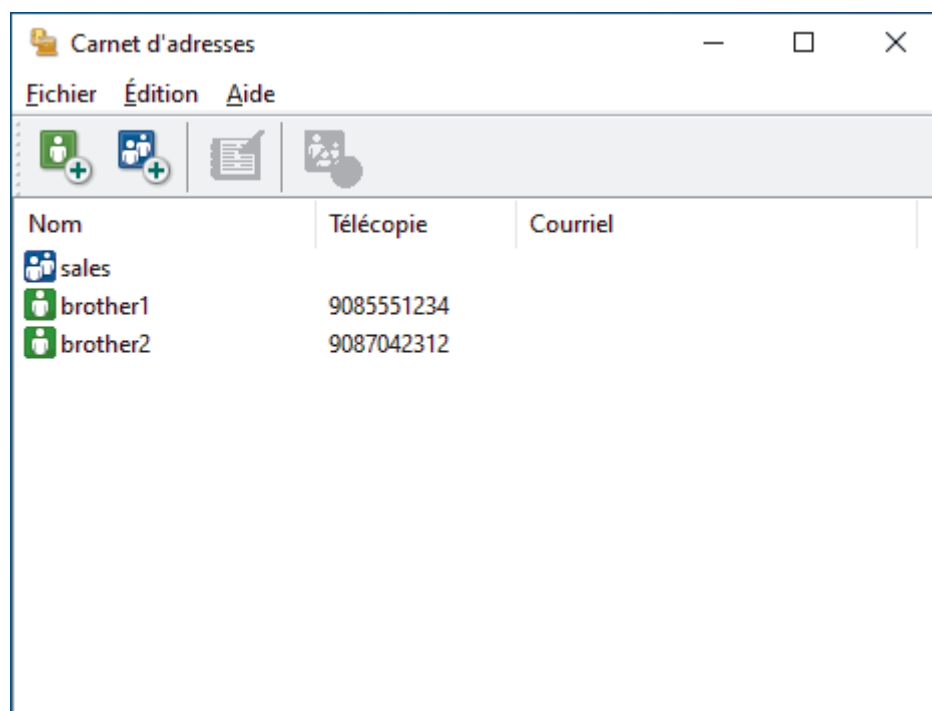 Carnet d'adresses
Fichier Édition Aide
Nom Télécopie Courriel
sales
brother1 9085551234
brother2 9087042312